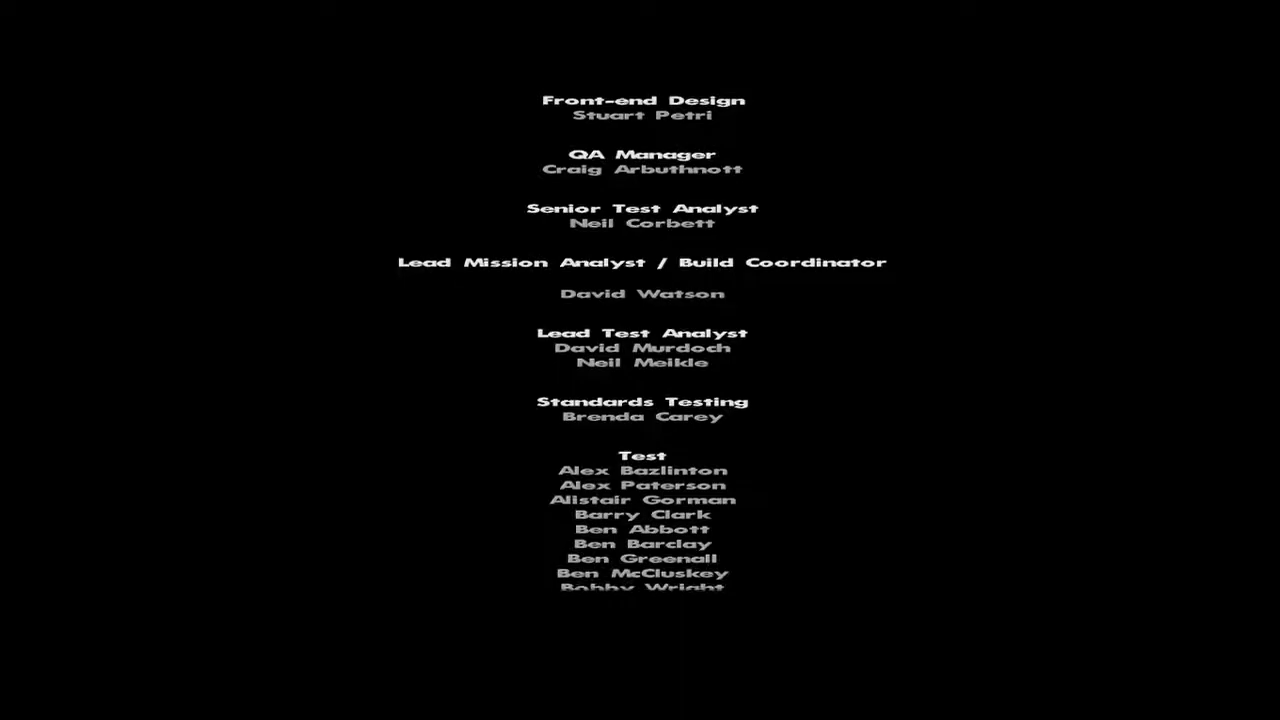 Front-end Design
Stuart Petri
QA Manager
Craig Arbuthnott
Senior Test Analyst
Neil Corbett
Lead Mission Analyst / Build Coordinator
David Watson
Lead Test Analyst
David Murdoch
Neil Meikle
Standards Testing
Brenda Carey
Test
Alex Bazlinton
Alex Paterson
Alistair Gorman
Barry Clark
Ben Abbott
Ben Barclay
Ben Greenall
Ben McCluskey
Bobby Wright